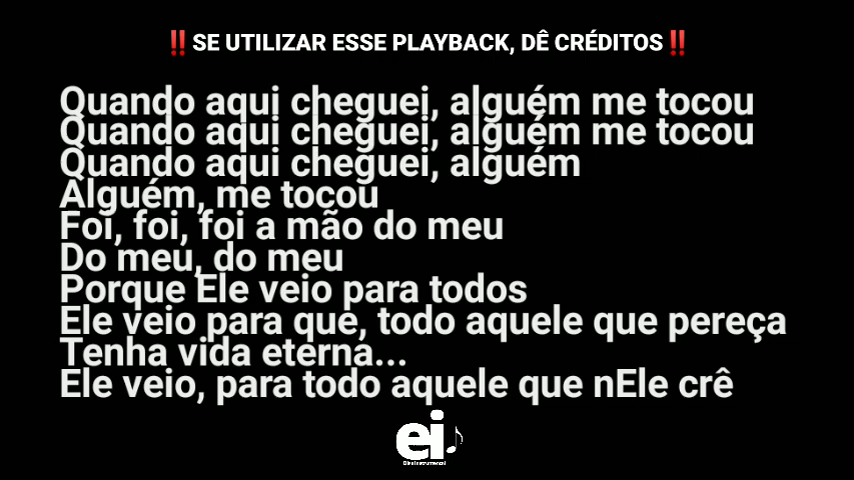 ‼️SE UTILIZAR ESSE PLAYBACK, DÊ CRÉDITOS‼️
Quando aqui cheguei, alguém me tocou
Quando aqui cheguei, alguém me tocou
Quando aqui cheguei, alguém
Alguém, me tocou
Foi, foi, foi a mão do meu
Do meu, do meu
Porque Ele veio para todos
Ele veio para que, todo aquele que pereça
Tenha vida eterna...
Ele veio, para todo aquele que nEle crê
ei